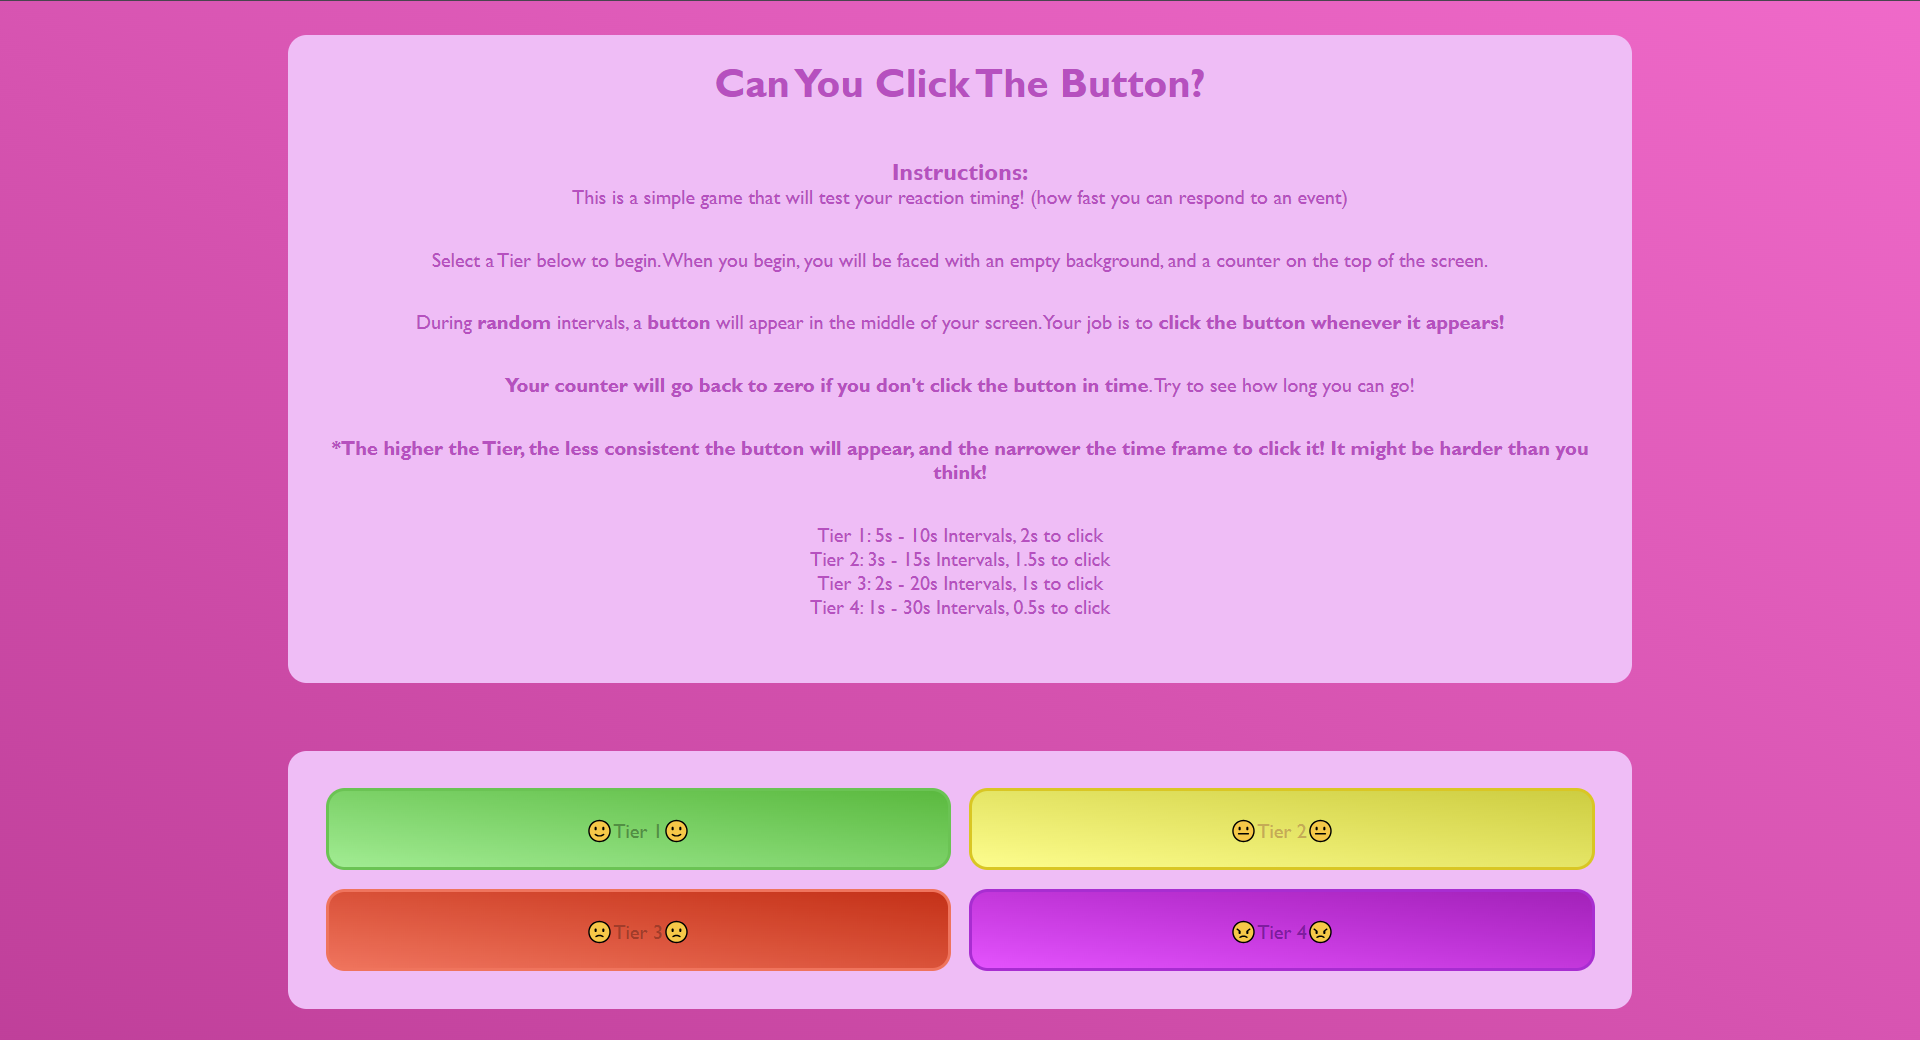 Can You Click The Button?
Instructions:
This is a simple game that will test your reaction timing! (how fast you can respond to an event)
Select a Tier below to begin. When you begin, you will be faced with an empty background, and a counter on the top of the screen.
During random intervals, a button will appear in the middle of your screen. Your job is to click the button whenever it appears!
Your counter will go back to zero if you don't click the button in time. Try to see how long you can go!
*The higher the Tier, the less consistent the button will appear, and the narrower the time frame to click it! It might be harder than you
think!
Tier 1: 5s - 10s Intervals, 2s to click
Tier 2: 3s - 15s Intervals, 1.5s to click
Tier 3: 2s - 20s Intervals, 1s to click
Tier 4: 1s - 30s Intervals, 0.5s to click
🙂Tier 1🙂
😐Tier 2😐
🙁Tier 3🙁
😠Tier 4😠